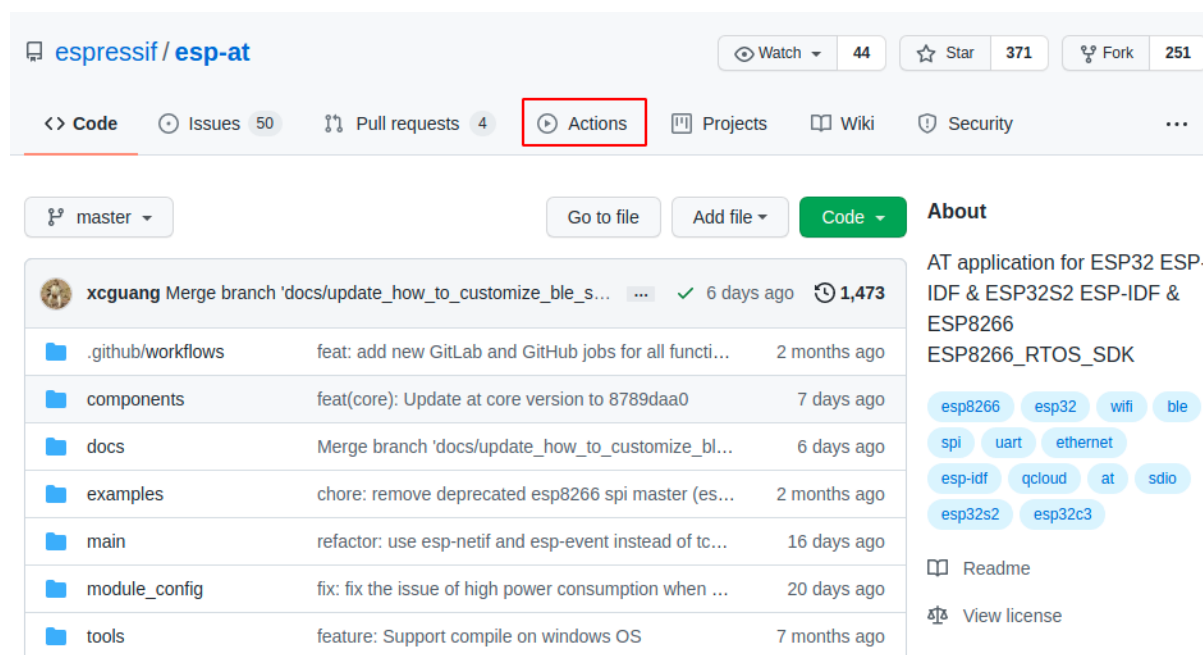 espressif / esp-at
Watch 44 Star 371 Fork 251
Code Issues 50 Pull requests 4 Actions Projects Wiki Security ...
master Go to file Add file Code
xcguang Merge branch 'docs/update_how_to_customize_ble_s... ... 6 days ago 1,473
.github/workflows feat: add new GitLab and GitHub jobs for all functi... 2 months ago
components feat(core): Update at core version to 8789daa0 7 days ago
docs Merge branch 'docs/update_how_to_customize_bl... 6 days ago
examples chore: remove deprecated esp8266 spi master (es... 2 months ago
main refactor: use esp-netif and esp-event instead of tc... 16 days ago
module_config fix: fix the issue of high power consumption when ... 20 days ago
tools feature: Support compile on windows OS 7 months ago
About
AT application for ESP32 ESP-
IDF & ESP32S2 ESP-IDF &
ESP8266
ESP8266_RTOS_SDK
esp8266 esp32 wifi ble
spi uart ethernet
esp-idf qcloud at sdio
esp32s2 esp32c3
Readme
View license